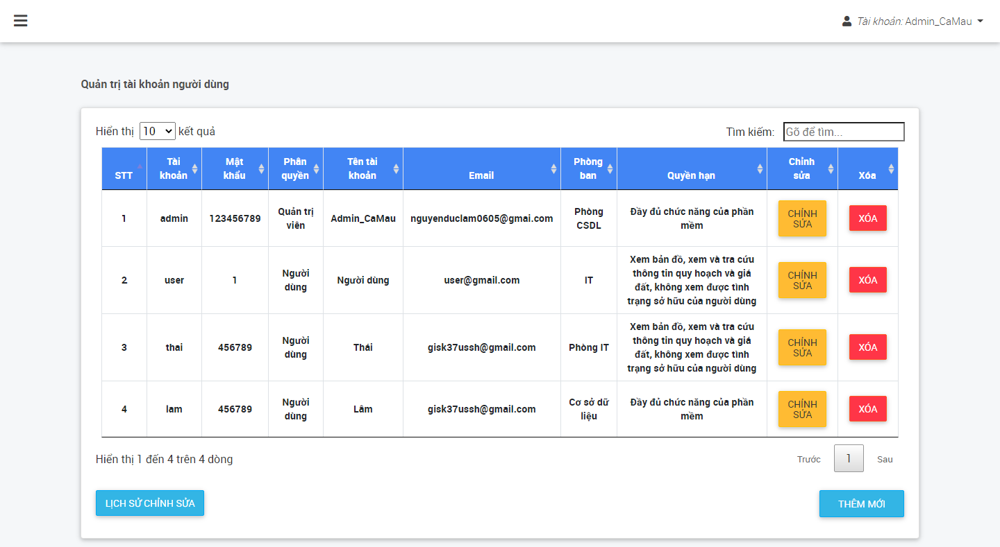 Tài khoản: Admin_CaMau
Quản trị tài khoản người dùng
Hiển thị 10 kết quả
Tìm kiếm: Gõ để tìm...
STT
Tài
khoản
Mật
khẩu
Phân
quyền
Tên tài
khoản
Email
Phòng
ban
Quyền hạn
Chỉnh
sửa
Xóa
1
admin
123456789
Quản trị
viên
Admin_CaMau
nguyenduclam0605@gmai.com
Phòng
CSDL
Đầy đủ chức năng của phần
mềm
CHỈNH
SỬA
XÓA
2
user
1
Người
dùng
Người dùng
user@gmail.com
IT
Xem bản đồ, xem và tra cứu
thông tin quy hoạch và giá
đất, không xem được tình
trạng sở hữu của người dùng
CHỈNH
SỬA
XÓA
3
thai
456789
Người
dùng
Thái
gisk37ussh@gmail.com
Phòng IT
Xem bản đồ, xem và tra cứu
thông tin quy hoạch và giá
đất, không xem được tình
trạng sở hữu của người dùng
CHỈNH
SỬA
XÓA
4
lam
456789
Người
dùng
Lâm
gisk37ussh@gmail.com
Cơ sở dữ
liệu
Đầy đủ chức năng của phần
mềm
CHỈNH
SỬA
XÓA
Hiển thị 1 đến 4 trên 4 dòng
Trước 1 Sau
LỊCH SỬ CHỈNH SỬA
THÊM MỚI